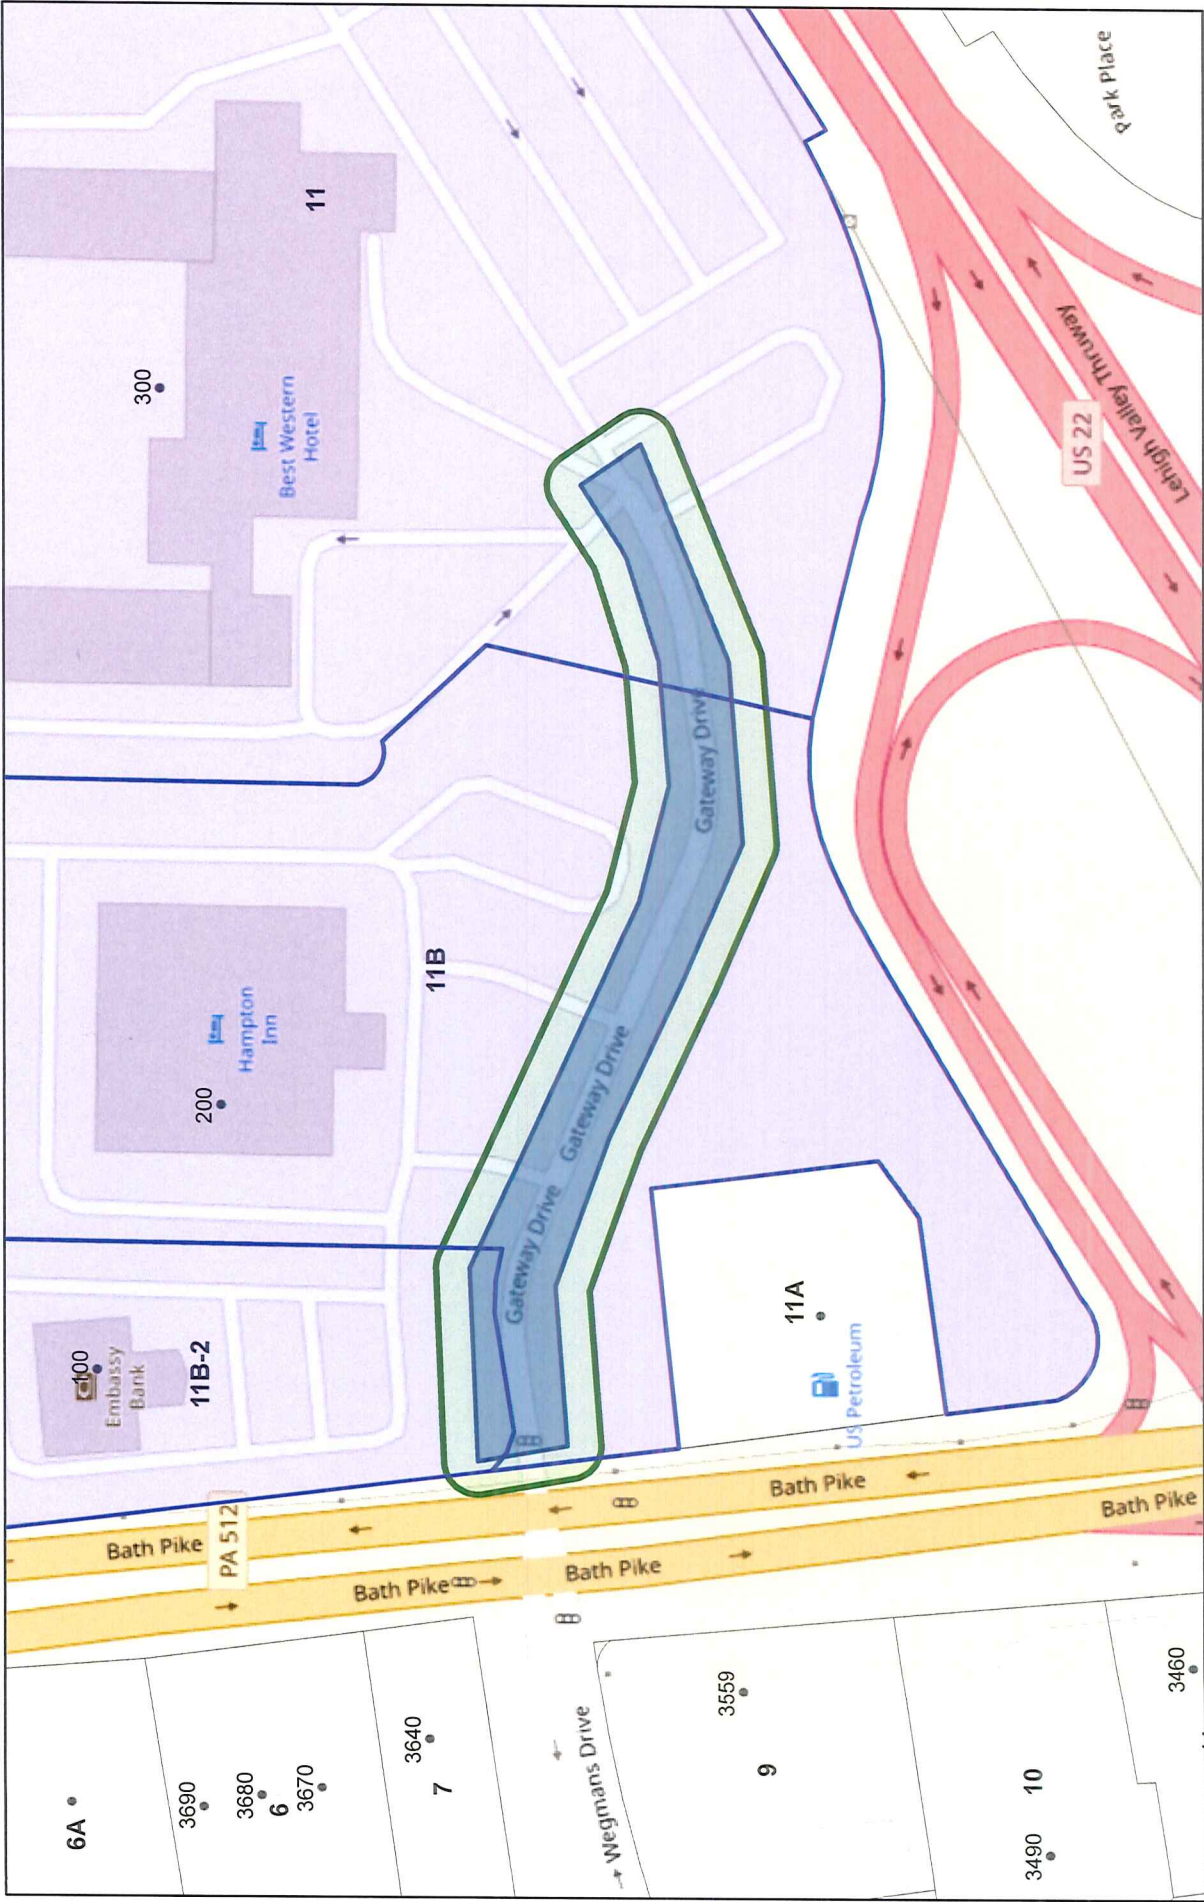 6A
Bath Pike
100
Embassy
Bank
300
3690
11B-2
200
Hampton
Inn
PA 512
3680
6
3670
Best Western
Hotel
11
3640
7
Bath Pike
11B
Gateway Drive
Gateway Drive
Gateway Drive
Wegmans Drive
Bath Pike
3559
9
Bath Pike
11A
US Petroleum
3490
10
US 22
Lehigh Valley Thruway
Park Place
Bath Pike
3460